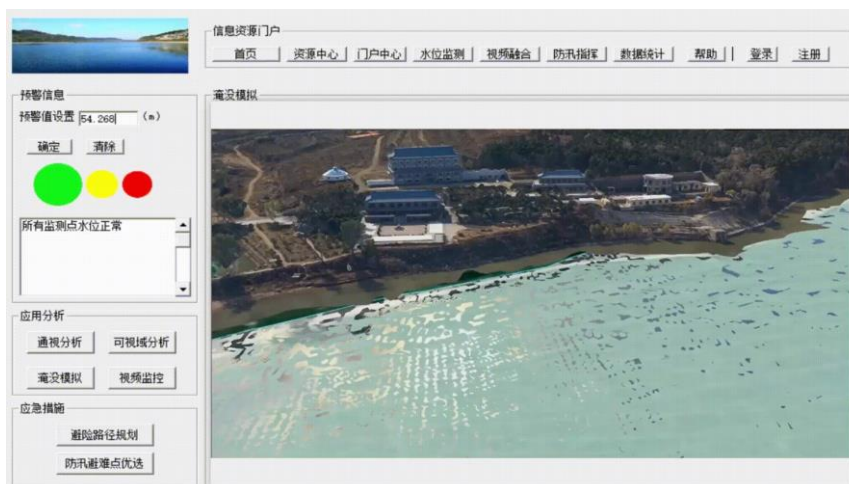 信息资源门户
首页 资源中心 门户中心 水位监测 视频融合 防汛指挥 数据统计 帮助 登录 注册
预警信息
预警值设置 54.268 (m)
确定 清除
所有监测点水位正常
应用分析
通视分析 可视域分析
淹没模拟 视频监控
应急措施
避险路径规划
防汛避难点优选
淹没模拟